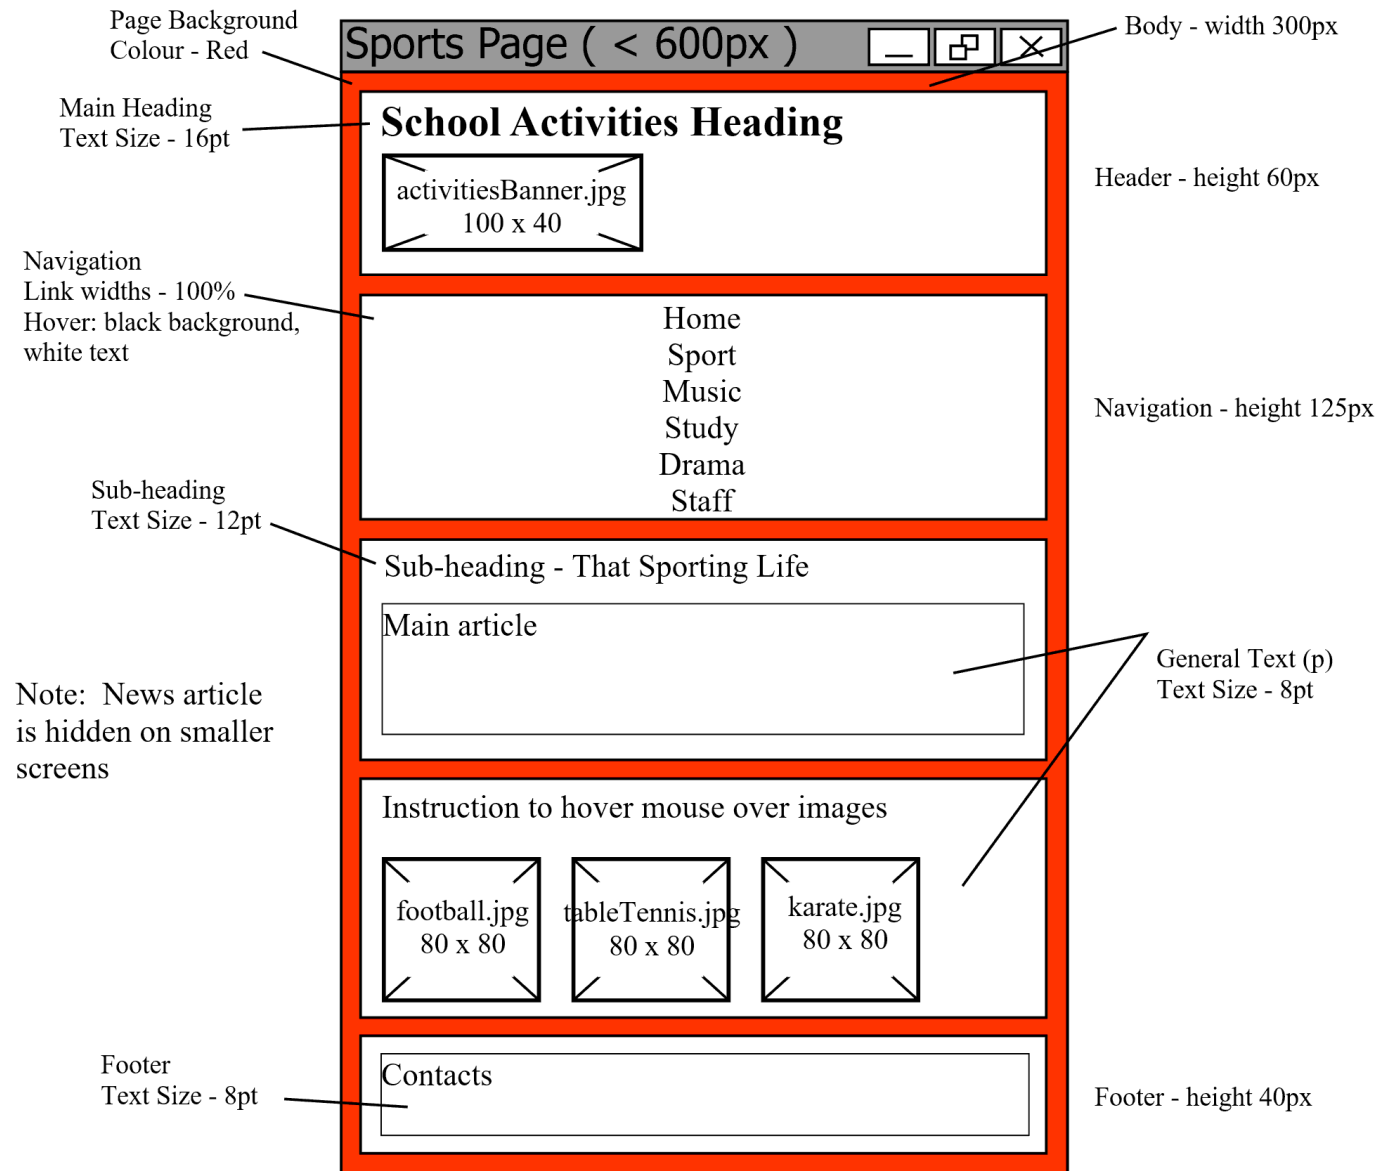 Page Background
Colour - Red
Sports Page ( < 600px )
Body - width 300px
Main Heading
Text Size - 16pt
School Activities Heading
activitiesBanner.jpg
100 x 40
Header - height 60px
Navigation
Link widths - 100%
Hover: black background,
white text
Home
Sport
Music
Study
Drama
Staff
Navigation - height 125px
Sub-heading
Text Size - 12pt
Sub-heading - That Sporting Life
Main article
General Text (p)
Text Size - 8pt
Note:  News article
is hidden on smaller
screens
Instruction to hover mouse over images
football.jpg
80 x 80
tableTennis.jpg
80 x 80
karate.jpg
80 x 80
Footer
Text Size - 8pt
Contacts
Footer - height 40px